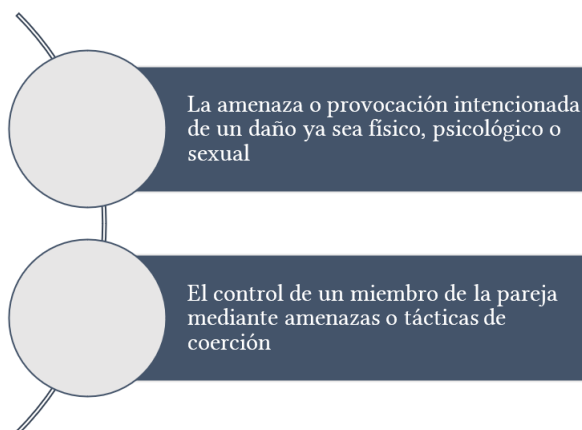 La amenaza o provocación intencionada
de un daño ya sea físico, psicológico o
sexual
El control de un miembro de la pareja
mediante amenazas o tácticas de
coerción